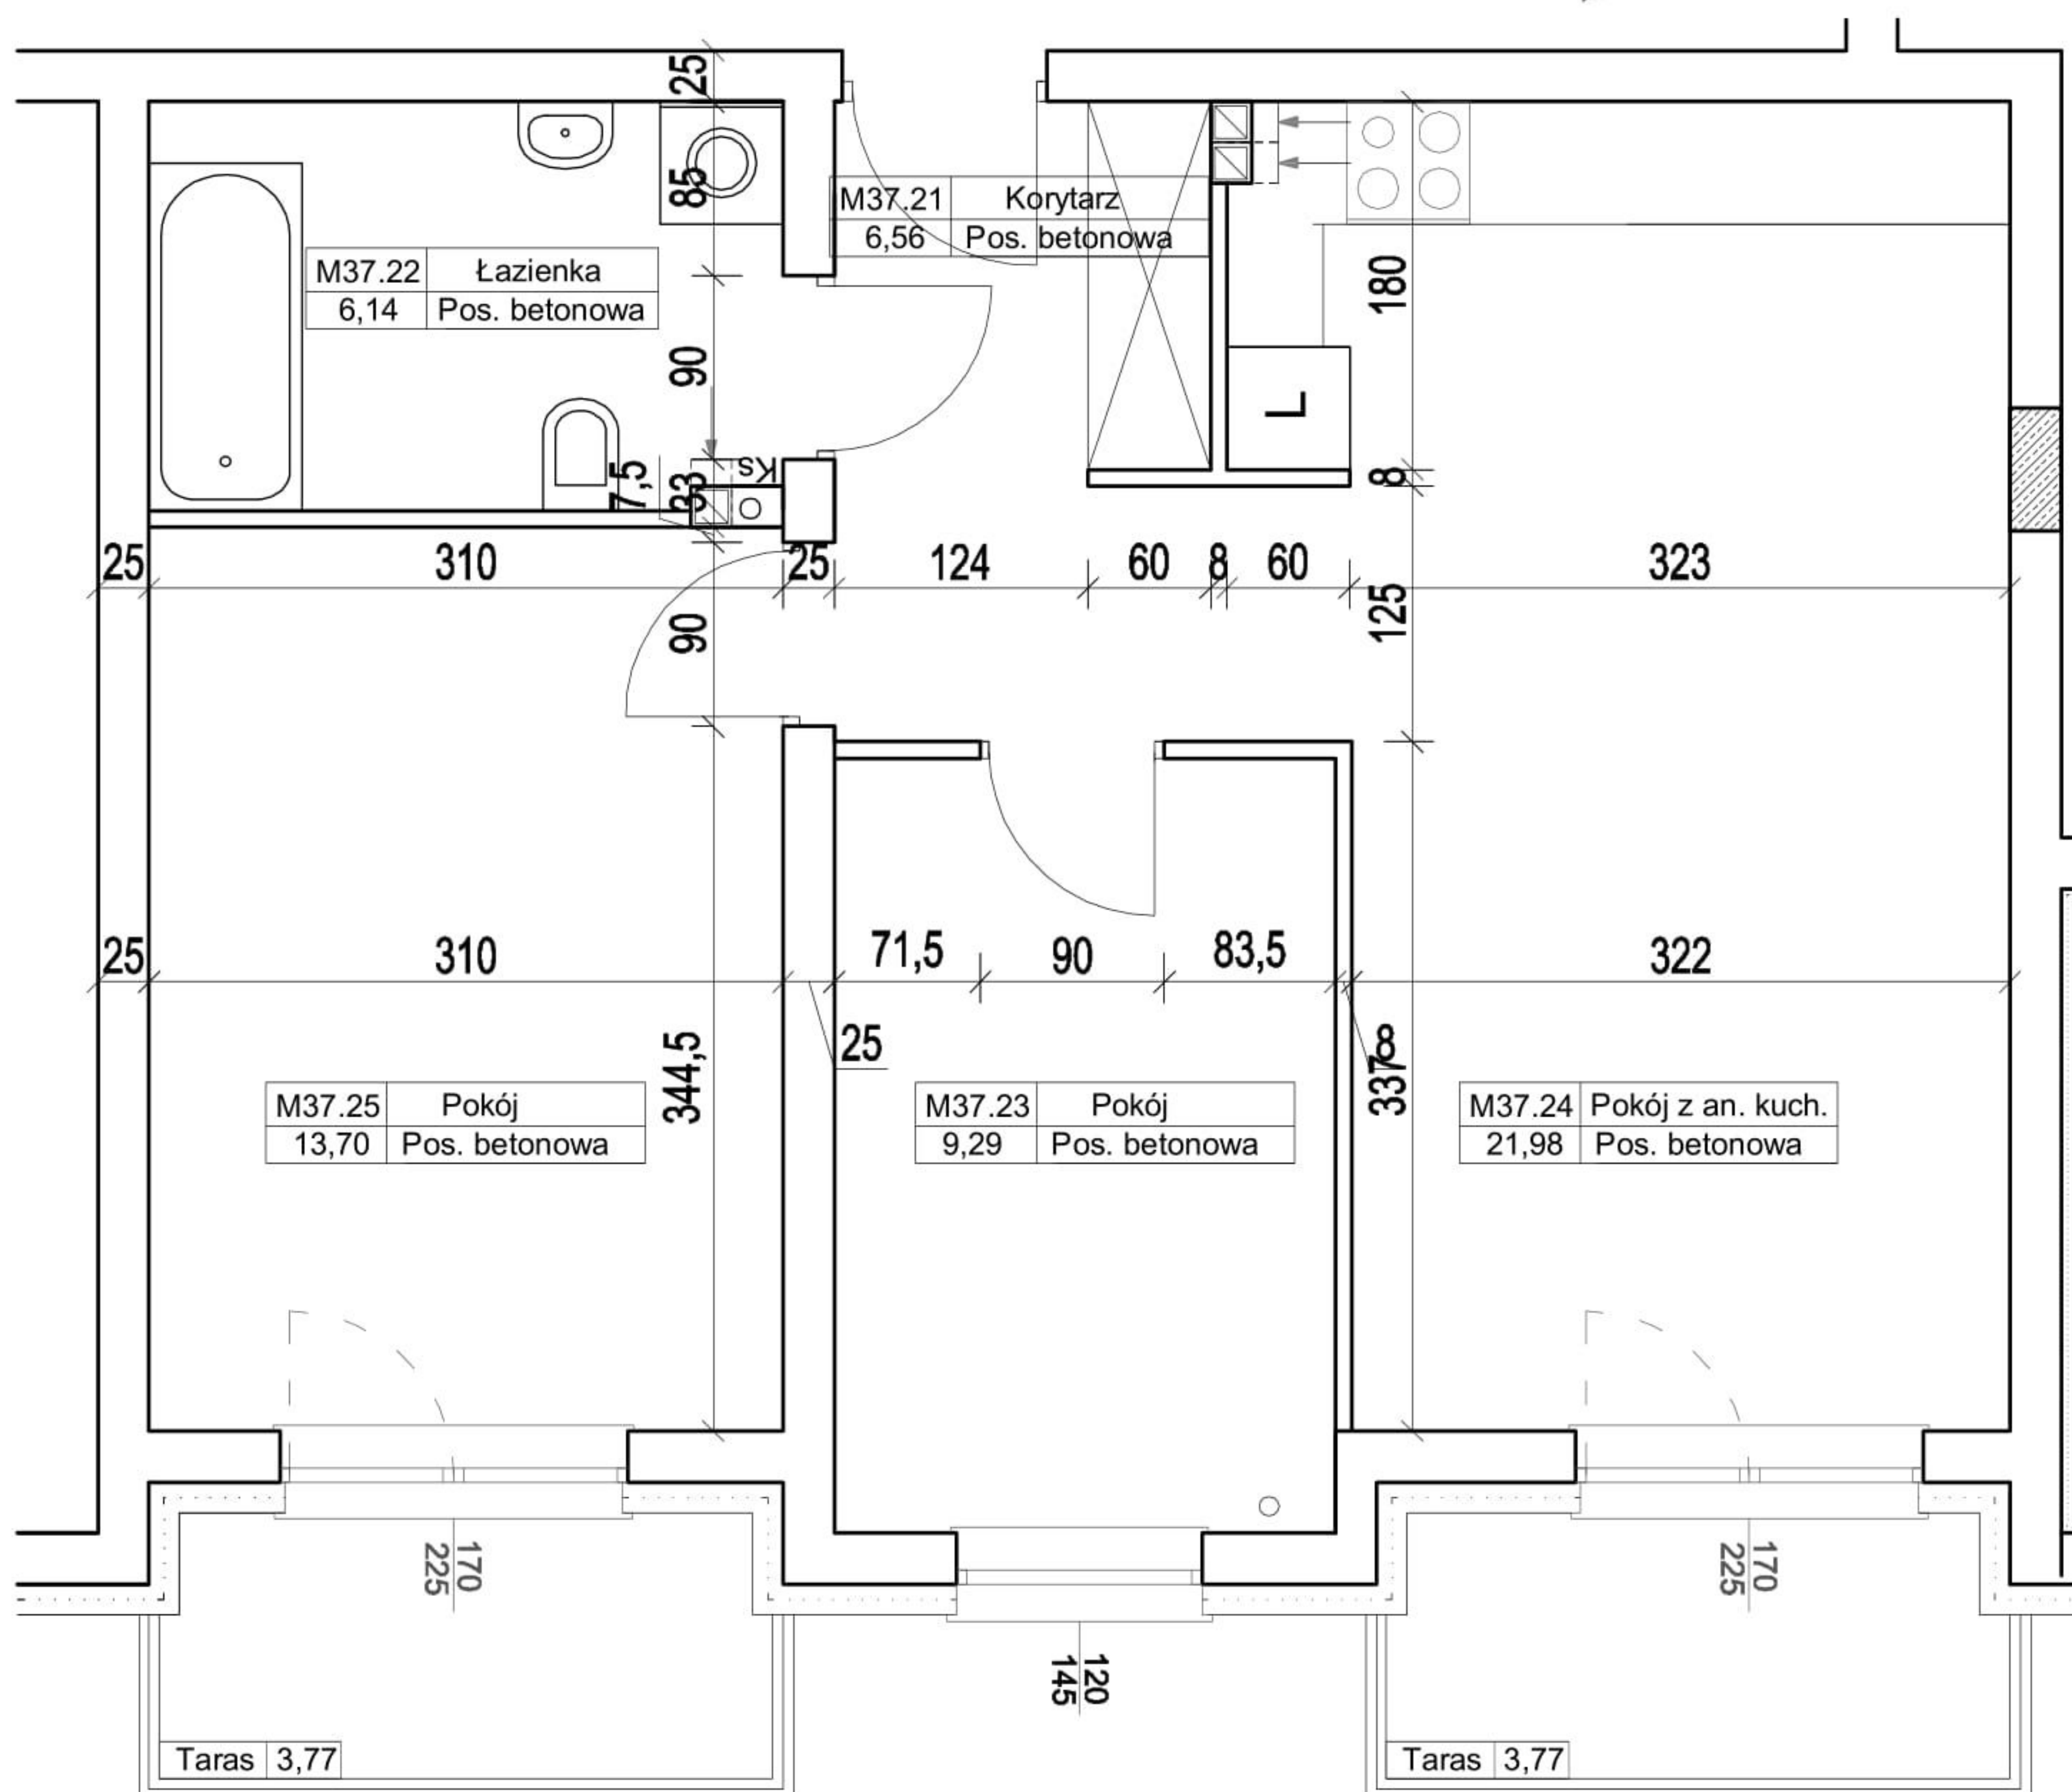 25
85
M37.21 Korytarz
6,56 Pos. betonowa
M37.22 Łazienka
6,14 Pos. betonowa
180
90
L
Ks
7,5
33
8
25 310 25 124 60 8 60 323
90
125
25 310 71,5 90 83,5 322
25
8
344,5
337
M37.25 Pokój
13,70 Pos. betonowa
M37.23 Pokój
9,29 Pos. betonowa
M37.24 Pokój z an. kuch.
21,98 Pos. betonowa
170
225
170
225
120
145
Taras 3,77
Taras 3,77